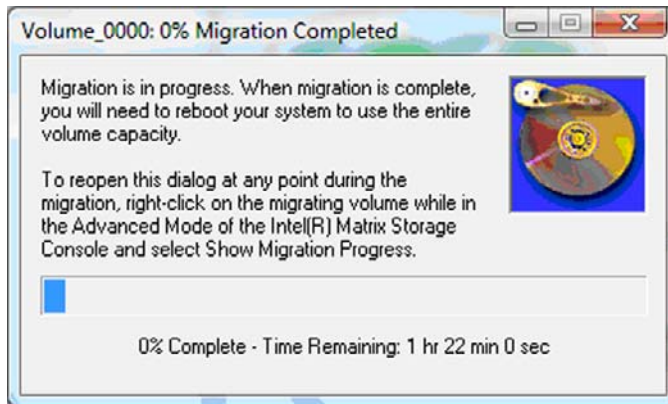 Volume_0000: 0% Migration Completed
Migration is in progress. When migration is complete,
you will need to reboot your system to use the entire
volume capacity.
To reopen this dialog at any point during the
migration, right-click on the migrating volume while in
the Advanced Mode of the Intel(R) Matrix Storage
Console and select Show Migration Progress.
0% Complete - Time Remaining: 1 hr 22 min 0 sec